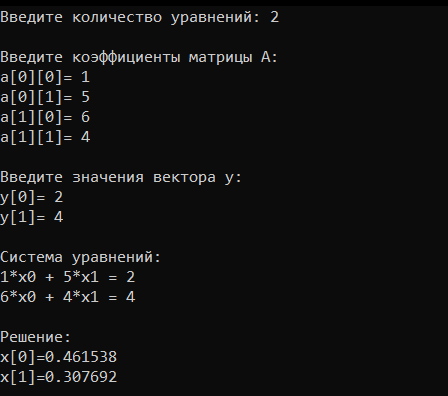 Введите количество уравнений: 2
Введите коэффициенты матрицы A:
a[0][0]= 1
a[0][1]= 5
a[1][0]= 6
a[1][1]= 4
Введите значения вектора y:
y[0]= 2
y[1]= 4
Система уравнений:
1*x0 + 5*x1 = 2
6*x0 + 4*x1 = 4
Решение:
x[0]=0.461538
x[1]=0.307692